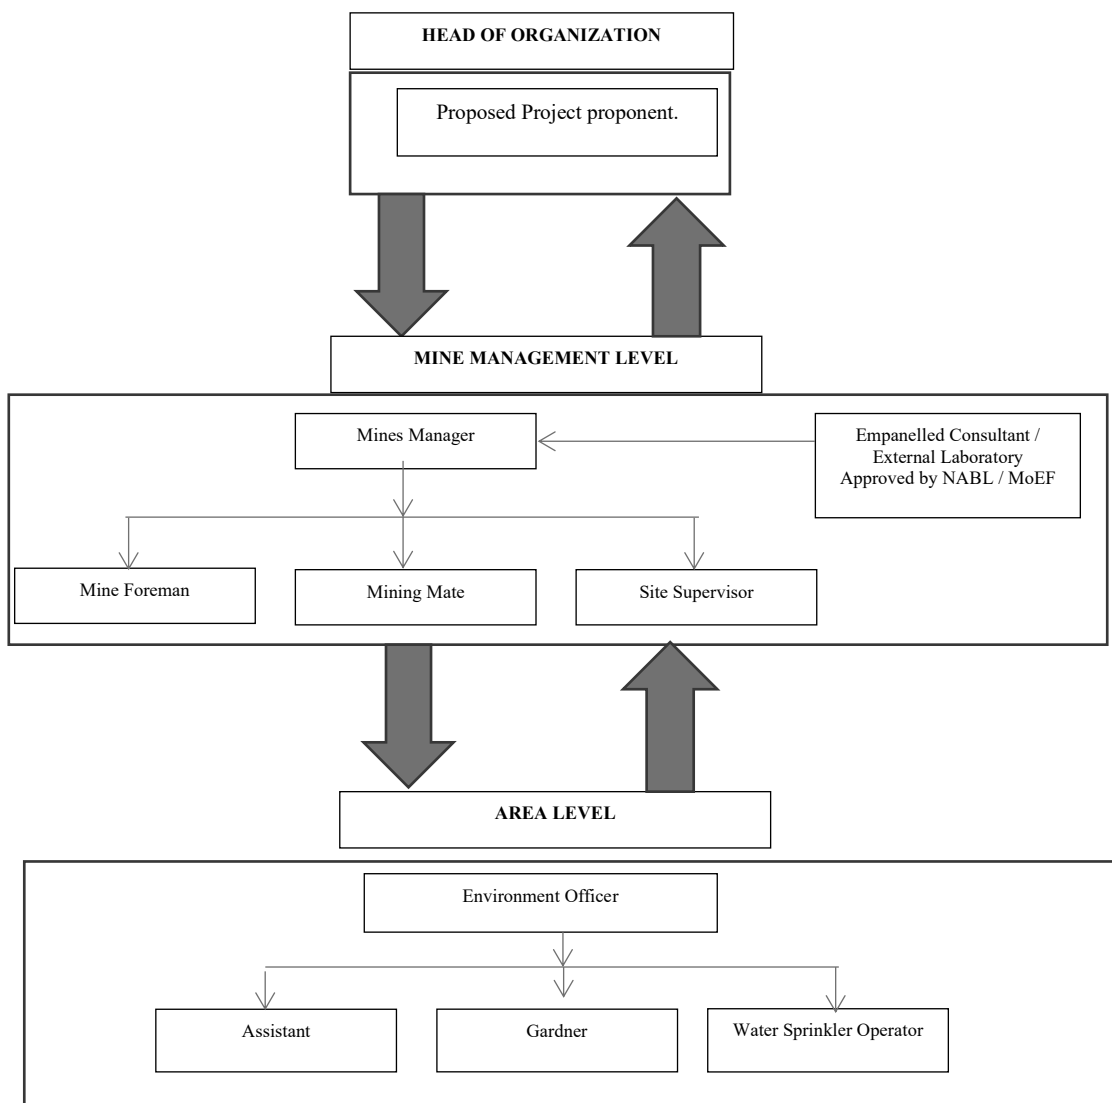 HEAD OF ORGANIZATION
Proposed Project proponent.
MINE MANAGEMENT LEVEL
Mines Manager
Empanelled Consultant /
External Laboratory
Approved by NABL / MoEF
Mine Foreman
Mining Mate
Site Supervisor
AREA LEVEL
Environment Officer
Assistant
Gardner
Water Sprinkler Operator